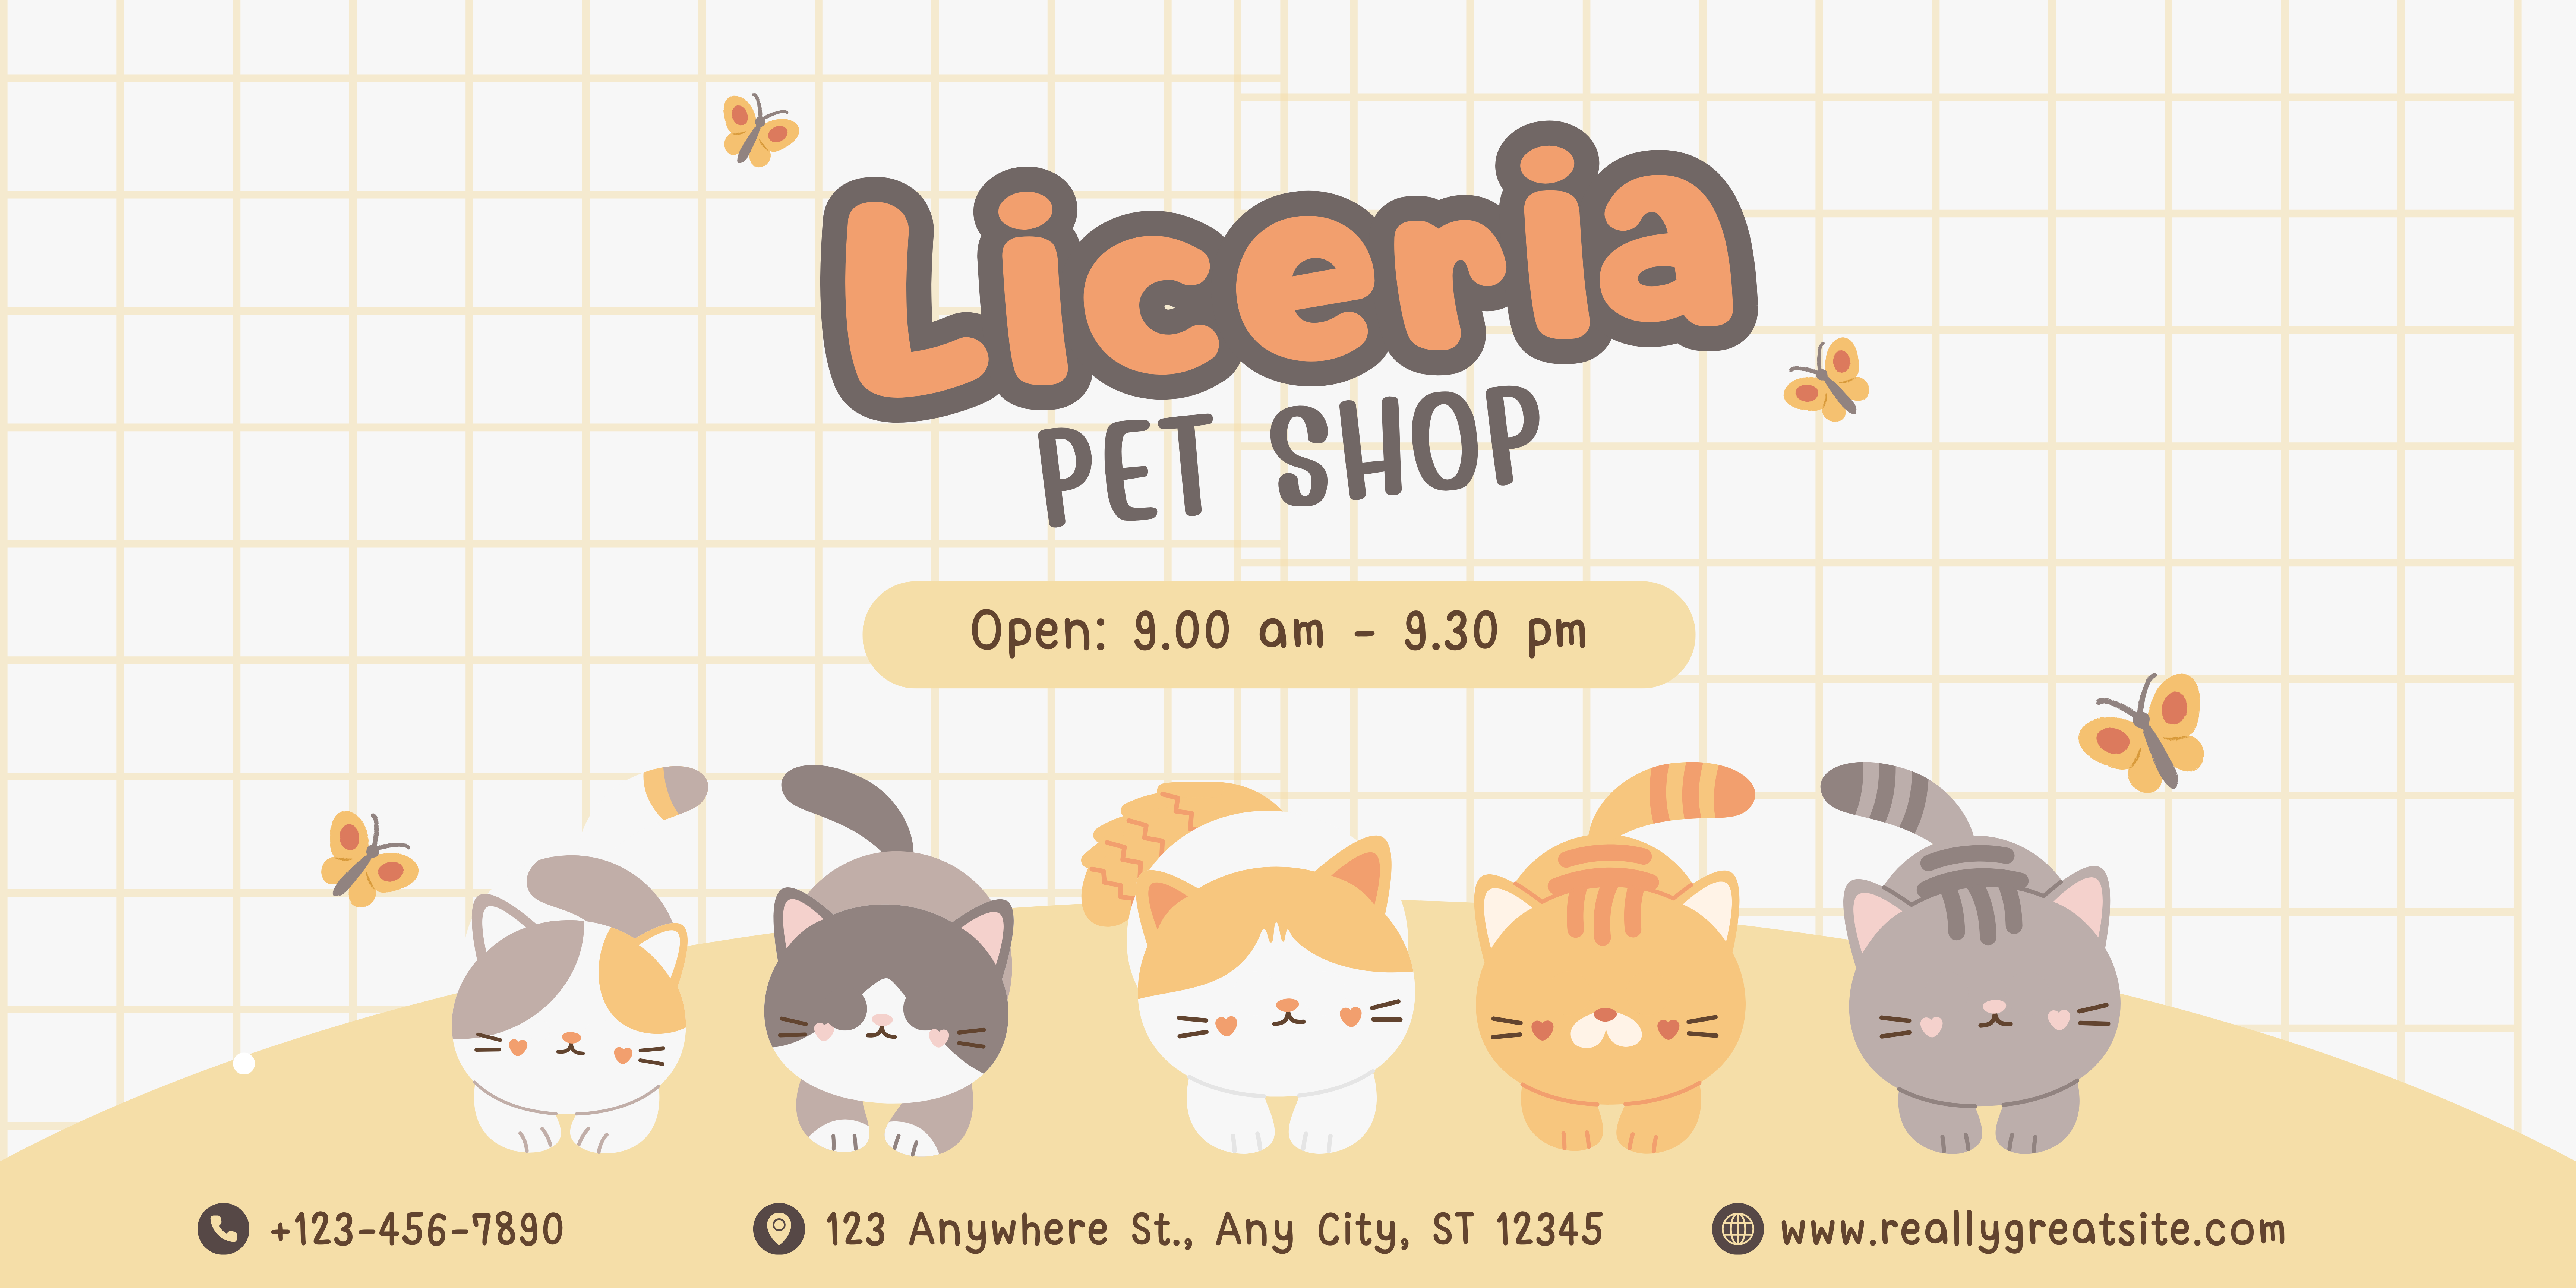 Liceria
PET SHOP
Open: 9.00 am - 9.30 pm
+123-456-7890
123 Anywhere St., Any City, ST 12345
www.reallygreatsite.com